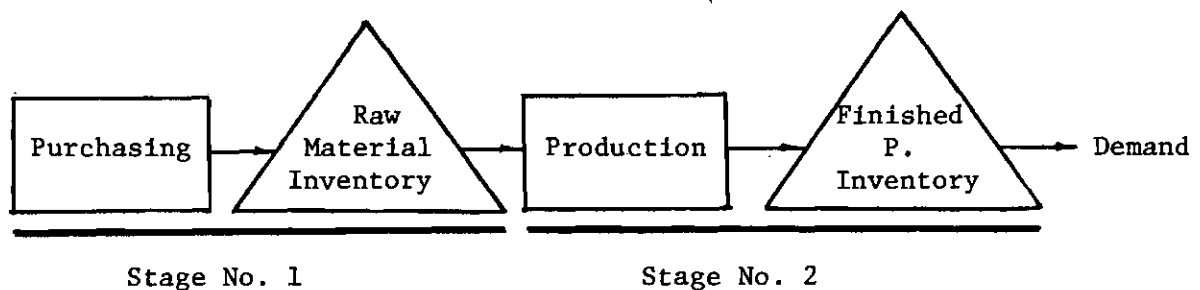 Purchasing
Raw
Material
Inventory
Production
Finished
P.
Inventory
Demand
Stage No. 1
Stage No. 2